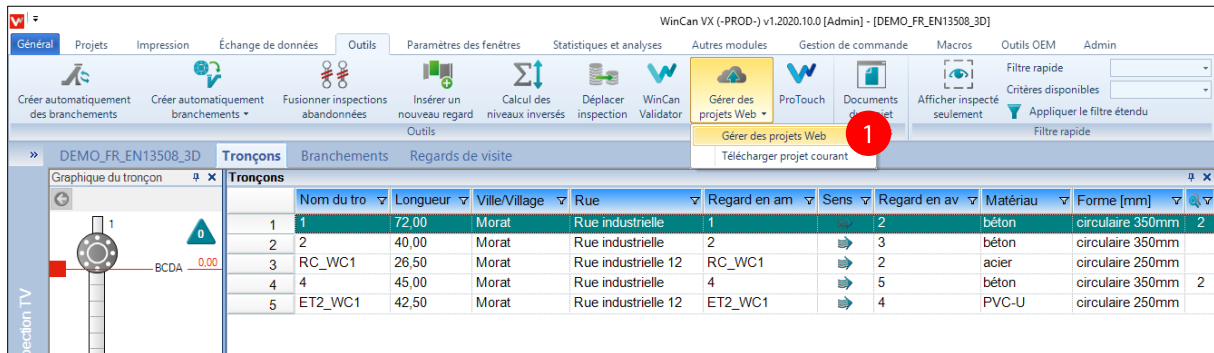 WinCan VX (-PROD-) v1.2020.10.0 [Admin] - [DEMO_FR_EN13508_3D]
Général Projets Impression Échange de données Outils Paramètres des fenêtres Statistiques et analyses Autres modules Gestion de commande Macros Outils OEM Admin
Créer automatiquement des branchements
Créer automatiquement branchements
Fusionner inspections abandonnées
Insérer un nouveau regard
Calcul des niveaux inversés
Déplacer inspection
WinCan Validator
Gérer des projets Web
ProTouch
Documents
Afficher inspecté seulement
Filtre rapide
Critères disponibles
Appliquer le filtre étendu
Outils
Filtre rapide
Gérer des projets Web
1
Télécharger projet courant
» DEMO_FR_EN13508_3D Tronçons Branchements Regards de visite
Graphique du tronçon
Tronçons
Nom du tro Longueur Ville/Village Rue Regard en am Sens Regard en av Matériau Forme [mm]
1 1 72,00 Morat Rue industrielle 1 2 béton circulaire 350mm 2
2 2 40,00 Morat Rue industrielle 2 3 béton circulaire 350mm
3 RC_WC1 26,50 Morat Rue industrielle 12 RC_WC1 2 acier circulaire 250mm
4 4 45,00 Morat Rue industrielle 4 5 béton circulaire 350mm 2
5 ET2_WC1 42,50 Morat Rue industrielle 12 ET2_WC1 4 PVC-U circulaire 250mm
1
0
BCDA 0,00